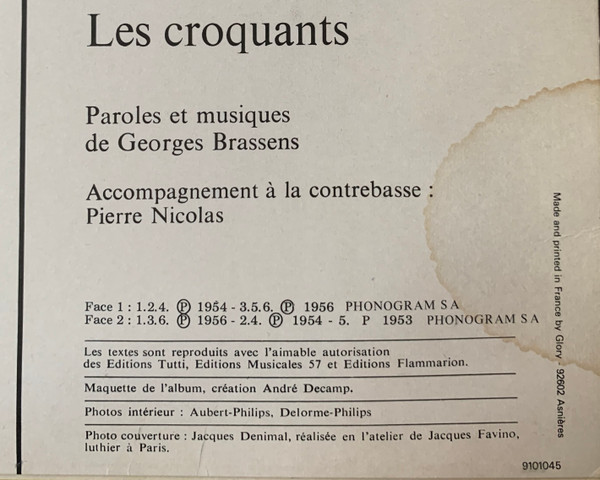 Les croquants
Paroles et musiques
de Georges Brassens
Accompagnement à la contrebasse :
Pierre Nicolas
Face 1 : 1.2.4. ℗ 1954 - 3.5.6. ℗ 1956 PHONOGRAM S A
Face 2 : 1.3.6. ℗ 1956 - 2.4. ℗ 1954 - 5. P 1953 PHONOGRAM S A
Les textes sont reproduits avec l'aimable autorisation
des Editions Tutti, Editions Musicales 57 et Editions Flammarion.
Maquette de l'album, création André Decamp.
Photos intérieur : Aubert-Philips, Delorme-Philips
Photo couverture : Jacques Denimal, réalisée en l'atelier de Jacques Favino,
luthier à Paris.
Made and printed in France by Glory - 92602 Asnières
9101045